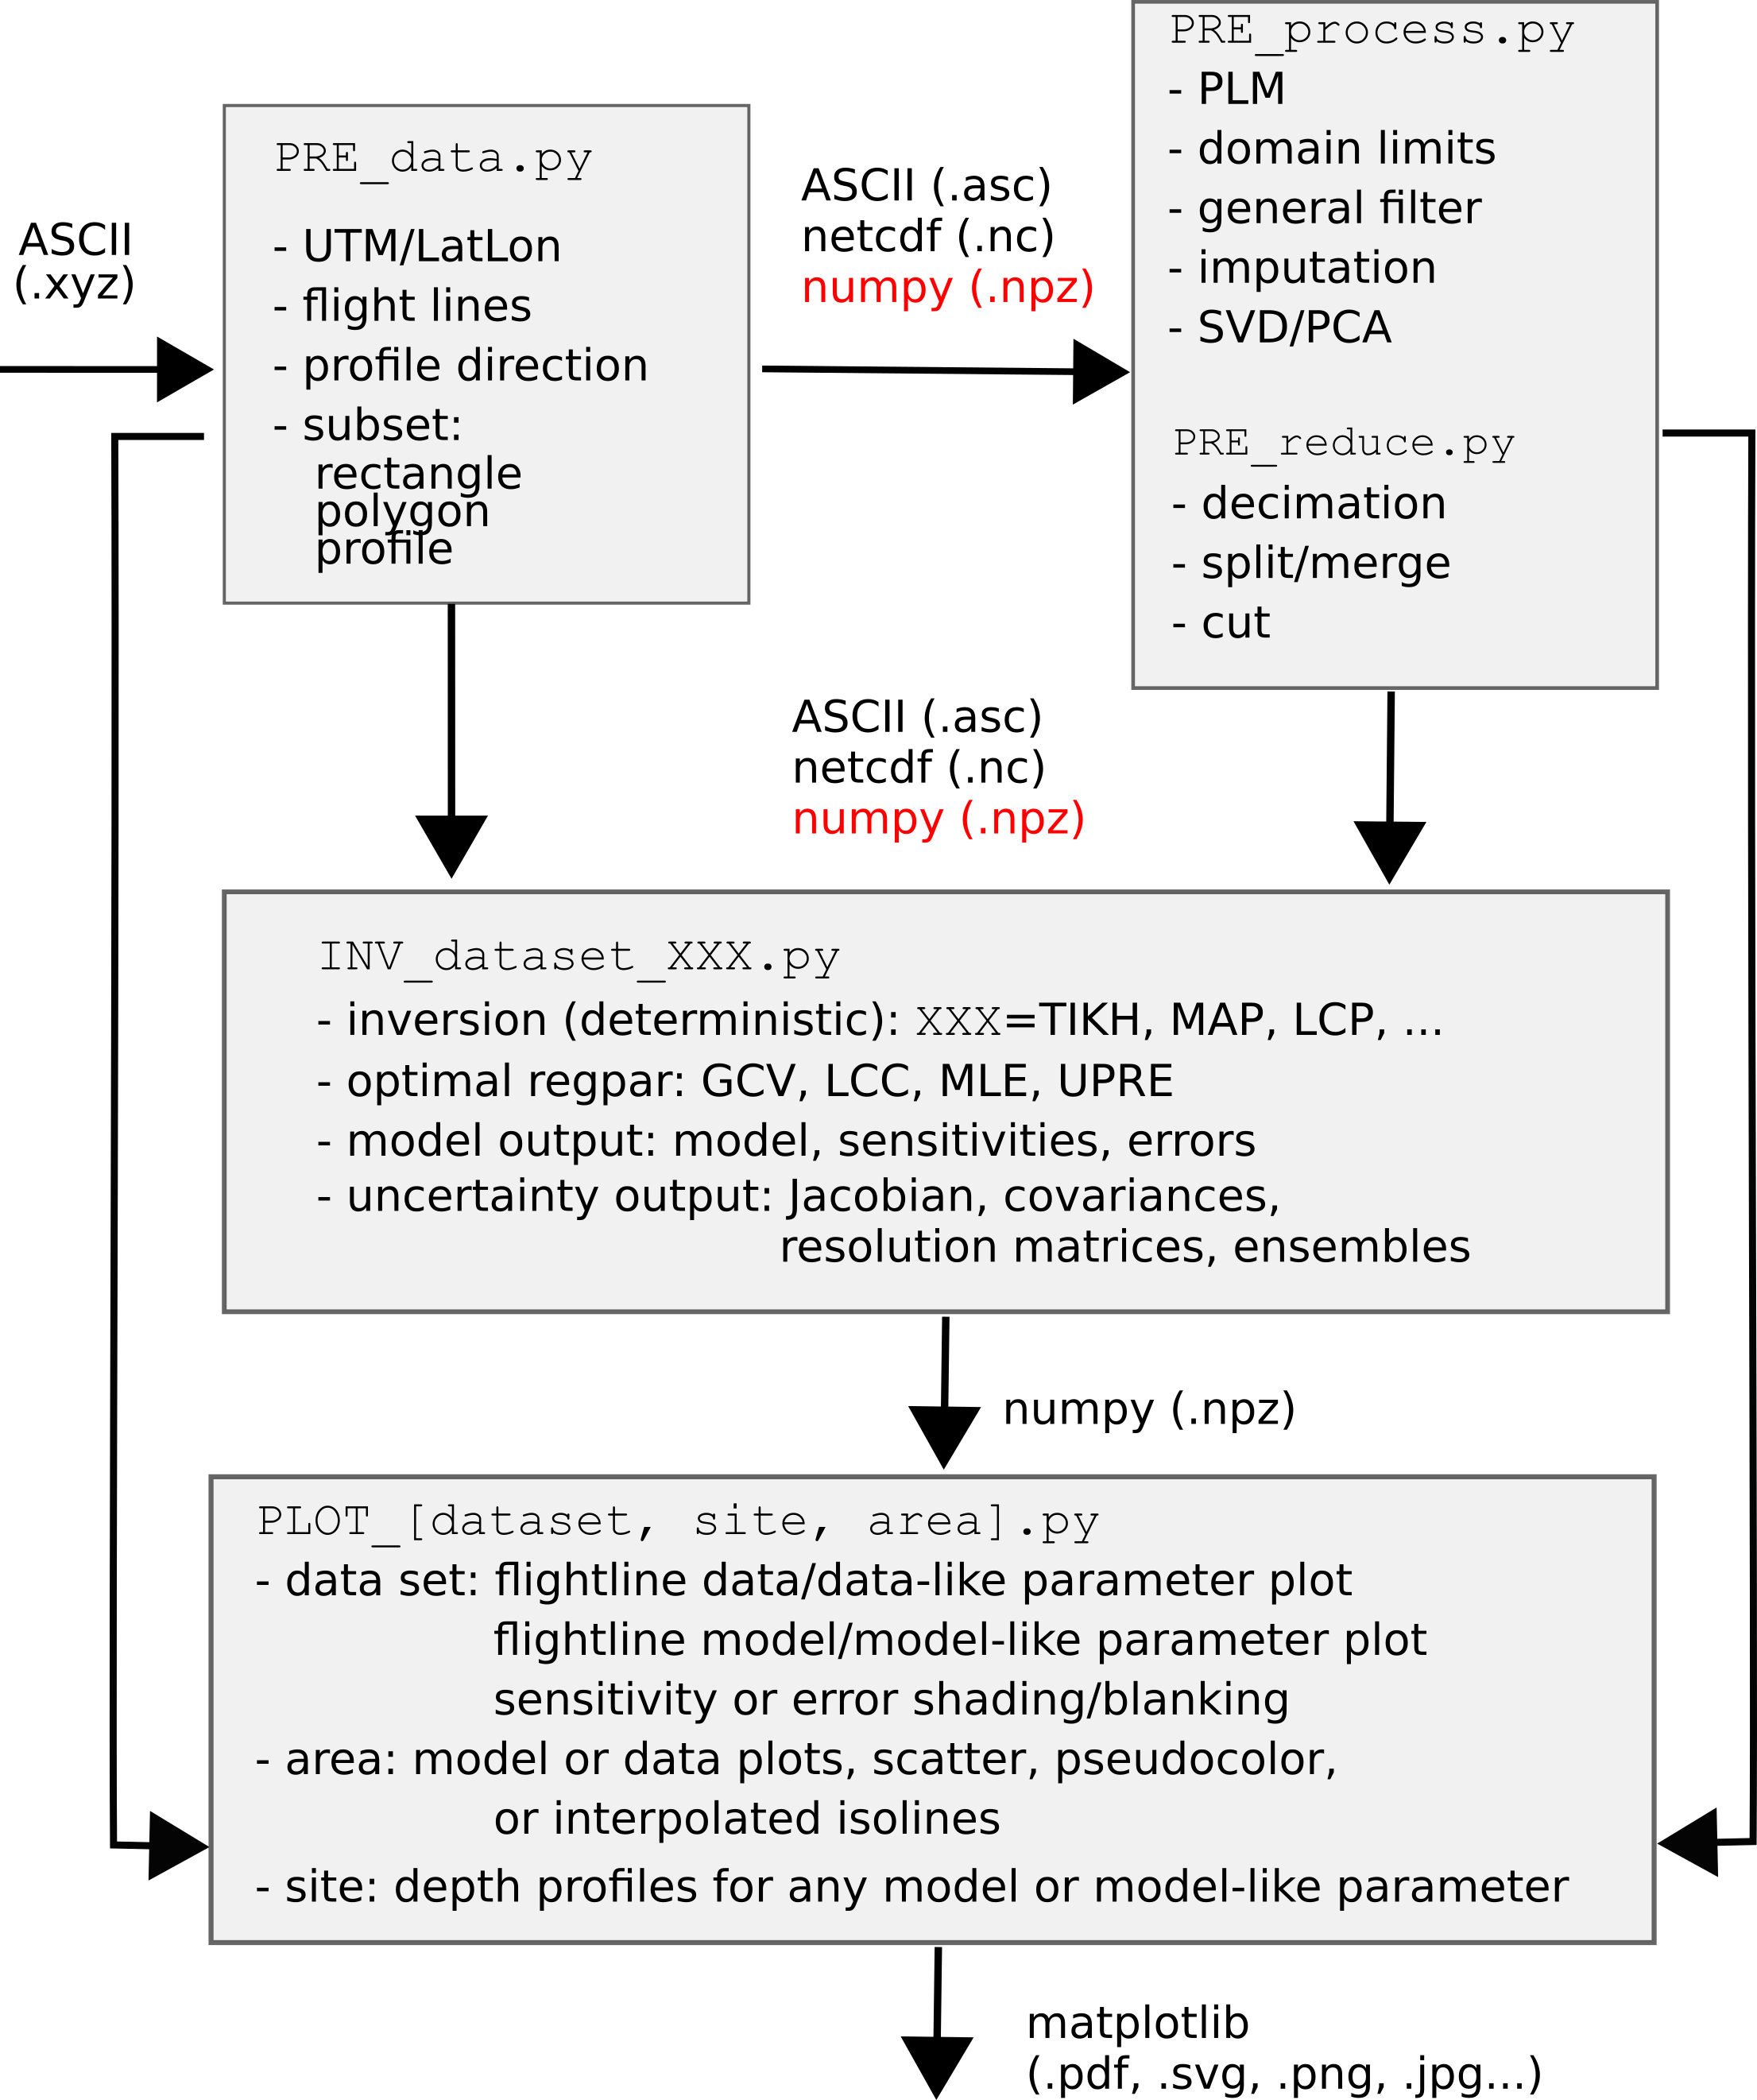 ASCII
(.xyz)
PRE_data.py
- UTM/LatLon
- flight lines
- profile direction
- subset:
rectangle
polygon
profile
ASCII (.asc)
netcdf (.nc)
numpy (.npz)
PRE_process.py
- PLM
- domain limits
- general filter
- imputation
- SVD/PCA
PRE_reduce.py
- decimation
- split/merge
- cut
ASCII (.asc)
netcdf (.nc)
numpy (.npz)
INV_dataset_XXX.py
- inversion (deterministic): XXX=TIKH, MAP, LCP, ...
- optimal regpar: GCV, LCC, MLE, UPRE
- model output: model, sensitivities, errors
- uncertainty output: Jacobian, covariances,
resolution matrices, ensembles
numpy (.npz)
PLOT_[dataset, site, area].py
- data set: flightline data/data-like parameter plot
flightline model/model-like parameter plot
sensitivity or error shading/blanking
- area: model or data plots, scatter, pseudocolor,
or interpolated isolines
- site: depth profiles for any model or model-like parameter
matplotlib
(.pdf, .svg, .png, .jpg...)